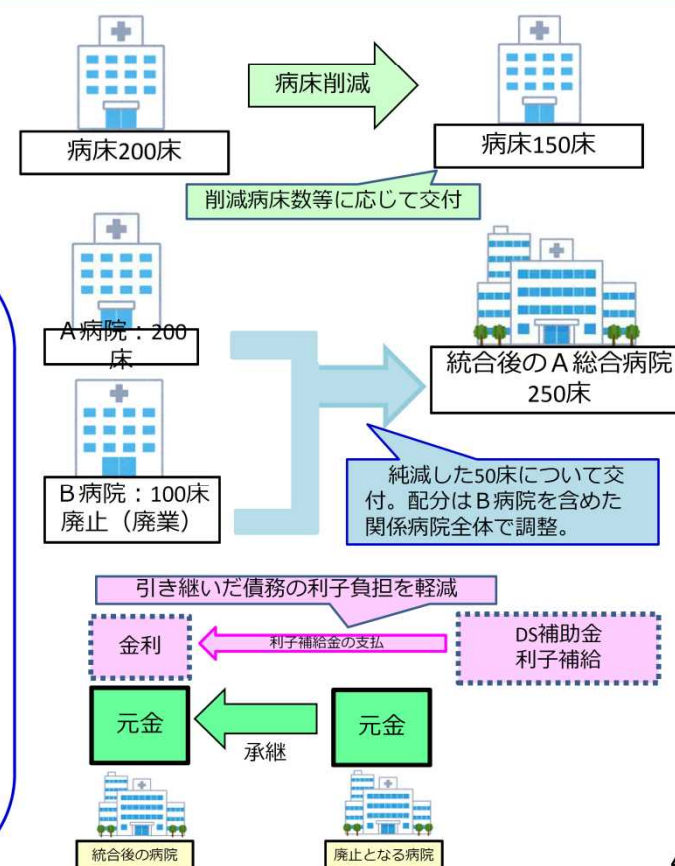 病床削減
病床200床
病床150床
削減病床数等に応じて交付
A病院：200
床
B病院：100床
廃止（廃業）
統合後のA総合病院
250床
純減した50床について交
付。配分はB病院を含めた
関係病院全体で調整。
引き継いだ債務の利子負担を軽減
金利
利子補給金の支払
DS補助金
利子補給
元金
承継
元金
統合後の病院
廃止となる病院